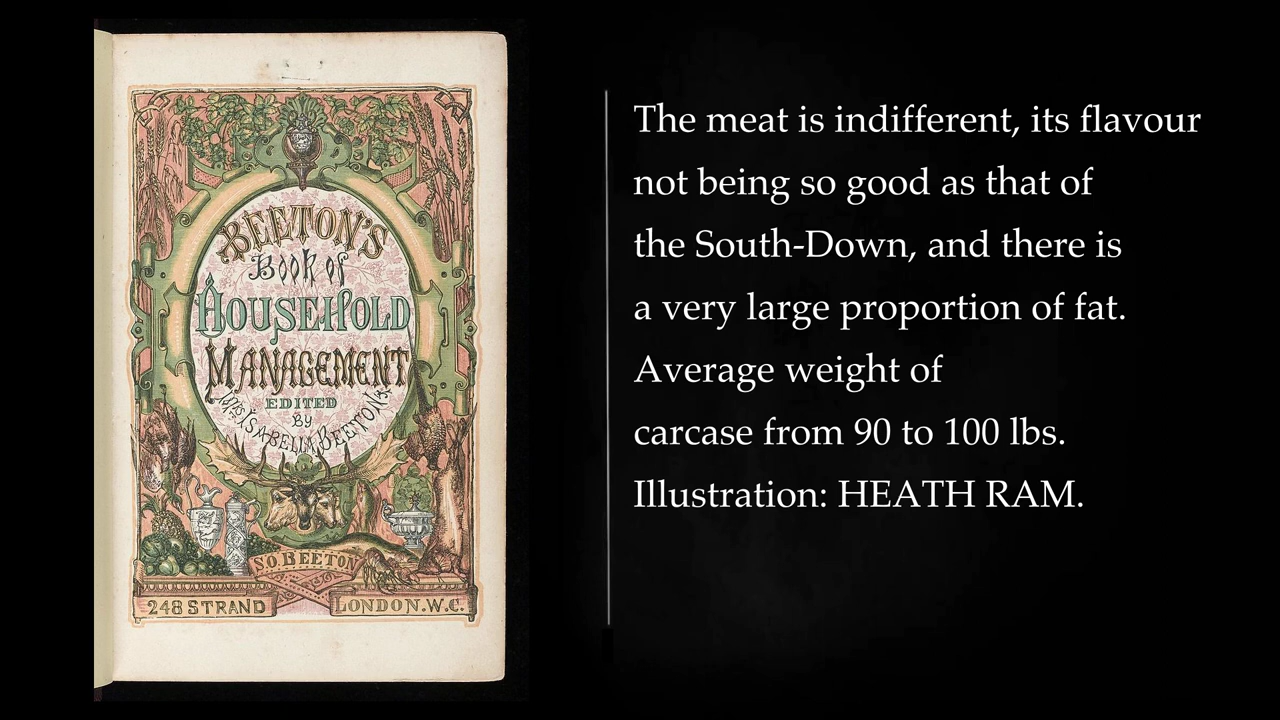 BEETON'S
Book of
HOUSEHOLD
MANAGEMENT
EDITED
BY
MRS ISABELLA BEETON
S.O. BEETON
248 STRAND
LONDON. W.C.
The meat is indifferent, its flavour
not being so good as that of
the South-Down, and there is
a very large proportion of fat.
Average weight of
carcase from 90 to 100 lbs.
Illustration: HEATH RAM.